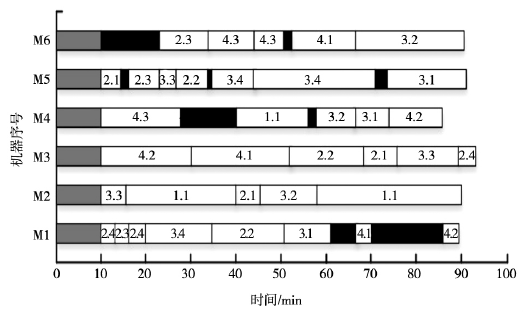 M6 2.3 4.3 4.3 4.1 3.2
M5 2.1 2.3 3.3 2.2 3.4 3.4 3.1
M4 4.3 1.1 3.2 3.1 4.2
M3 4.2 4.1 2.2 2.1 3.3 2.4
M2 3.3 1.1 2.1 3.2 1.1
M1 2.4 2.3 2.4 3.4 2.2 3.1 4.1 4.2
机器序号
0 10 20 30 40 50 60 70 80 90 100
时间/min